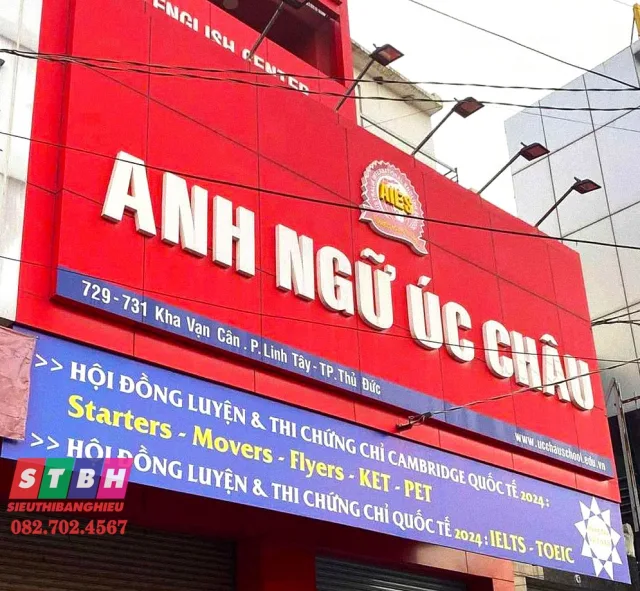 ENGLISH CENTER
AIES
ANH NGỮ ÚC CHÂU
729-731 Kha Vạn Cân . P.Linh Tây - TP.Thủ Đức
www.ucchauschool.edu.vn
>> HỘI ĐỒNG LUYỆN & THI CHỨNG CHỈ CAMBRIDGE QUỐC TẾ 2024 :
Starters - Movers - Flyers - KET - PET
>> HỘI ĐỒNG LUYỆN & THI CHỨNG CHỈ QUỐC TẾ 2024 : IELTS - TOEIC
STBH
SIEUTHIBANGHIEU
082.702.4567